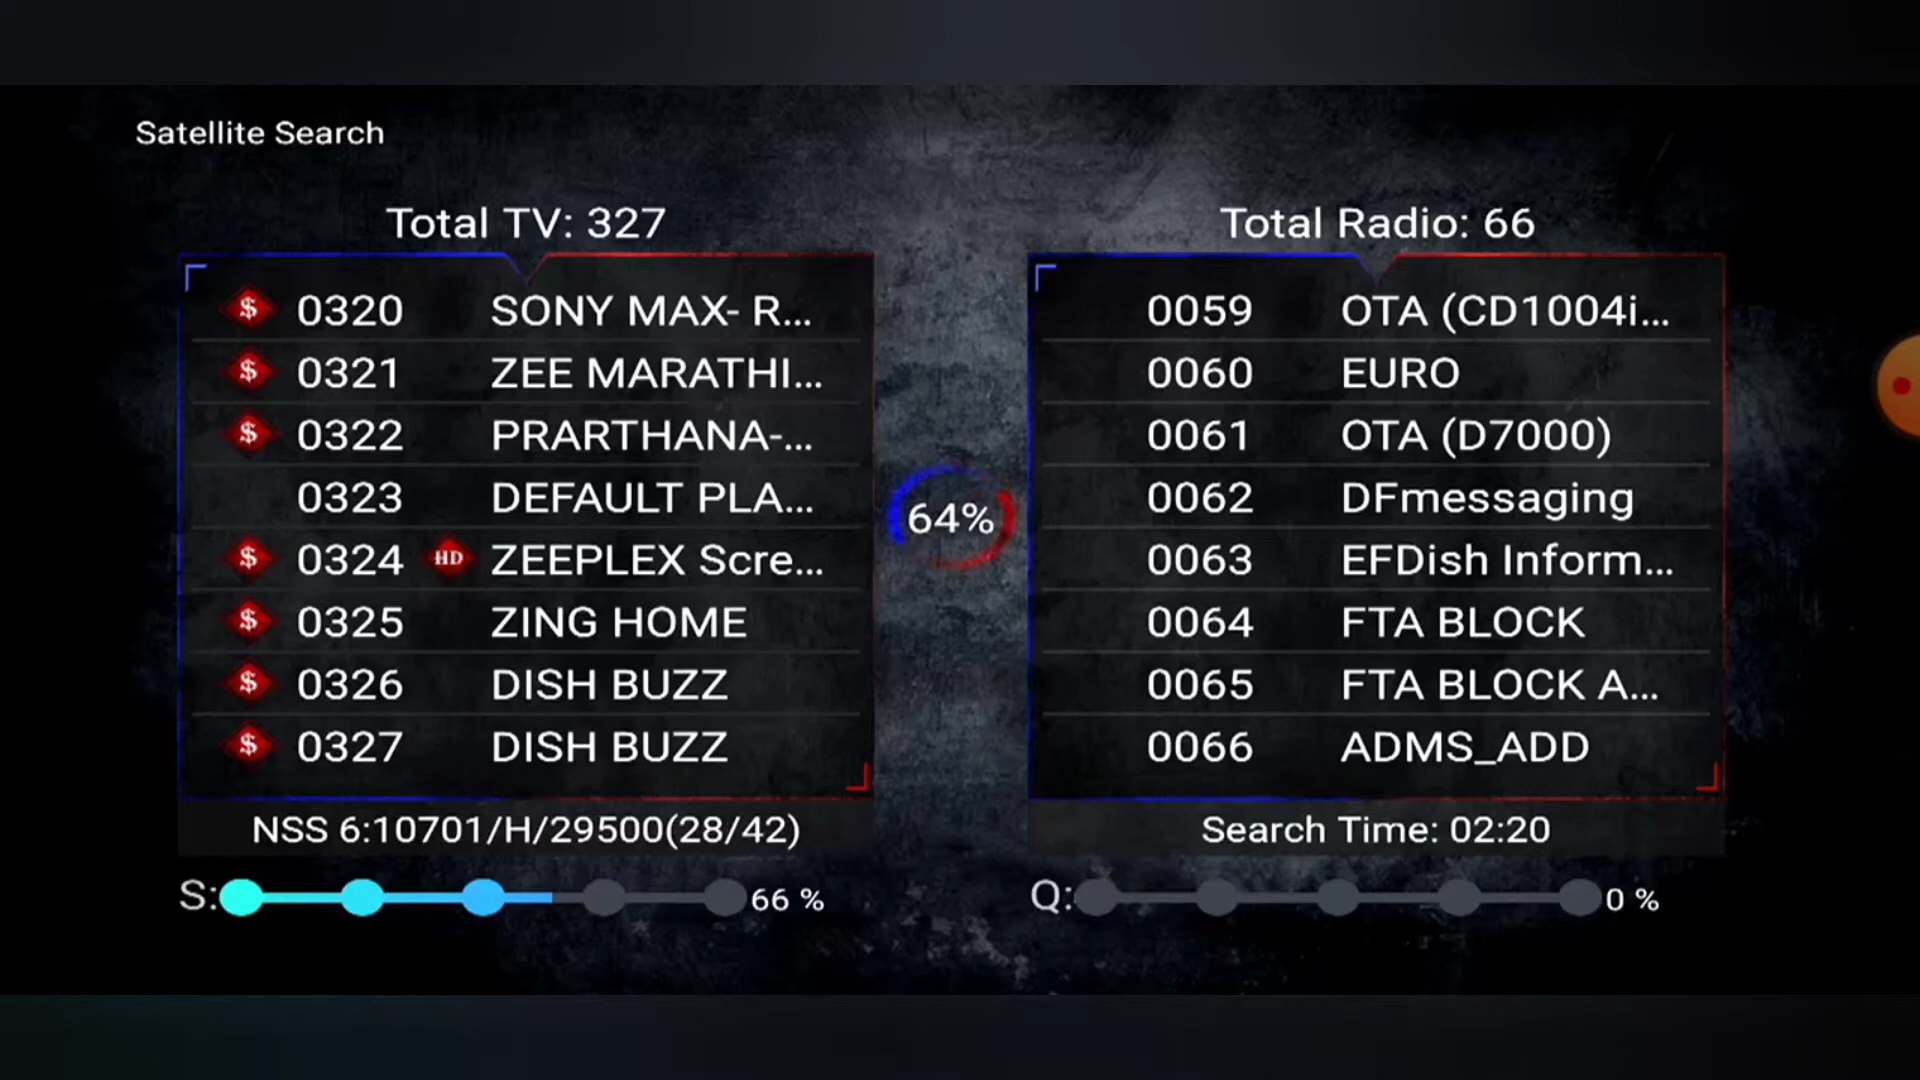 Satellite Search
Total TV: 327
$ 0320 SONY MAX- R...
$ 0321 ZEE MARATHI...
$ 0322 PRARTHANA-...
0323 DEFAULT PLA...
$ 0324 HD ZEEPLEX Scre...
$ 0325 ZING HOME
$ 0326 DISH BUZZ
$ 0327 DISH BUZZ
NSS 6:10701/H/29500(28/42)
S: 66 %
64%
Total Radio: 66
0059 OTA (CD1004i...
0060 EURO
0061 OTA (D7000)
0062 DFmessaging
0063 EFDish Inform...
0064 FTA BLOCK
0065 FTA BLOCK A...
0066 ADMS_ADD
Search Time: 02:20
Q: 0 %